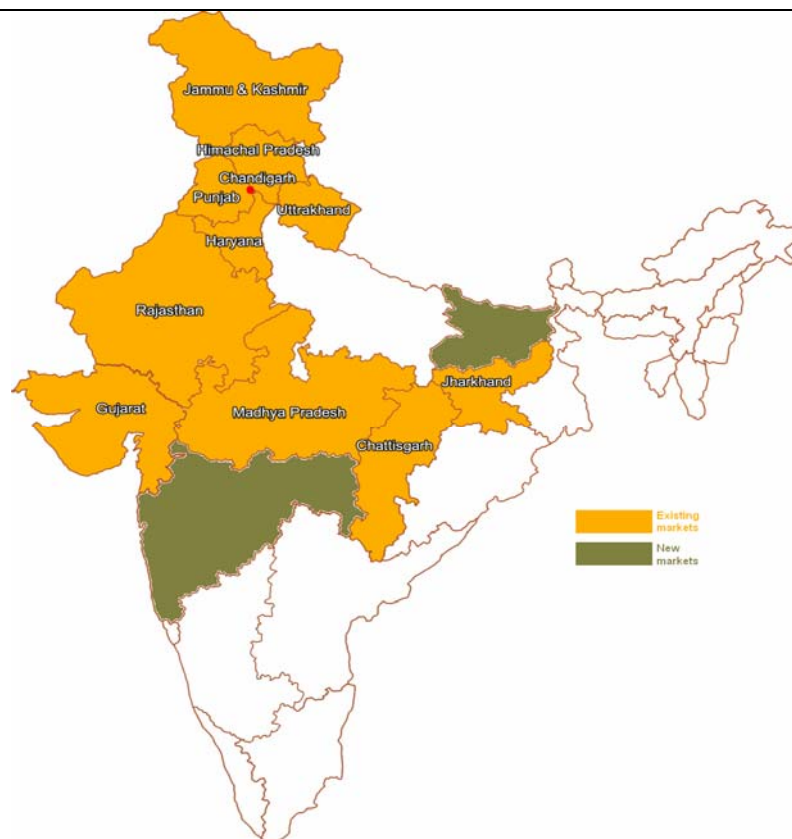 Jammu & Kashmir
Himachal Pradesh
Chandigarh
Punjab
Uttrakhand
Haryana
Rajasthan
Jharkhand
Gujarat
Madhya Pradesh
Chattisgarh
Existing
markets
New
markets